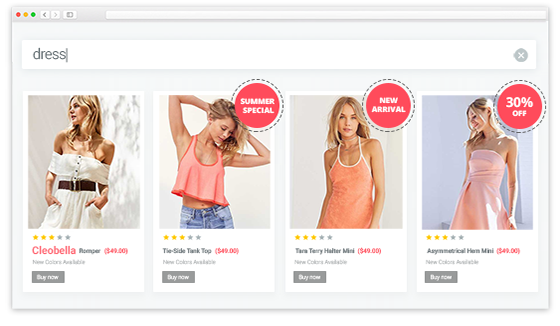 dress
SUMMER
SPECIAL
NEW
ARRIVAL
30%
OFF
Cleobella Romper ($49.00)
New Colors Available
Buy now
Tie-Side Tank Top ($49.00)
New Colors Available
Buy now
Tara Terry Halter Mini ($49.00)
New Colors Available
Buy now
Asymmetrical Hem Mini ($49.00)
New Colors Available
Buy now